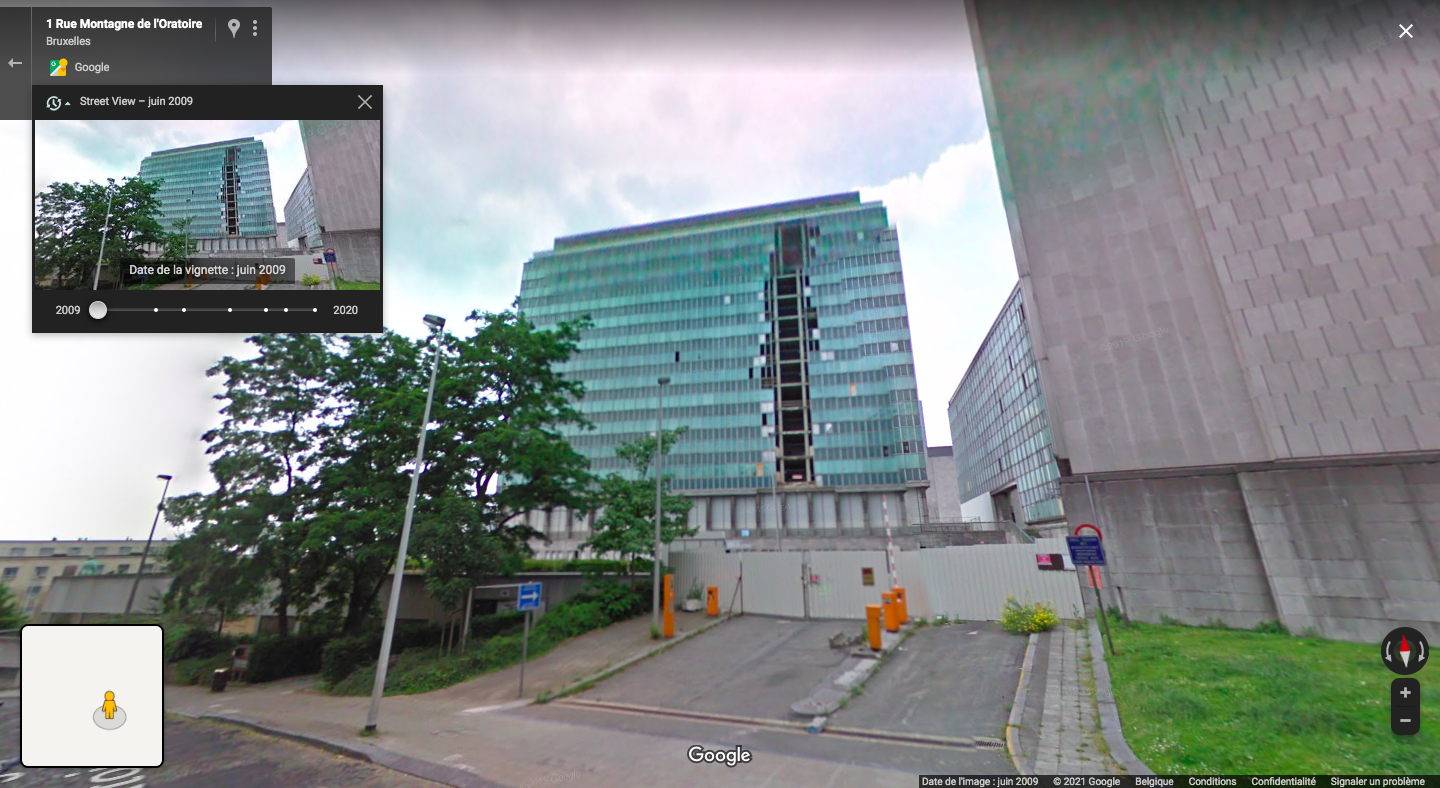 1 Rue Montagne de l'Oratoire
Bruxelles
Google
Street View – juin 2009
Date de la vignette : juin 2009
2009
2020
Google
Date de l'image : juin 2009 © 2021 Google Belgique Conditions Confidentialité Signaler un problème